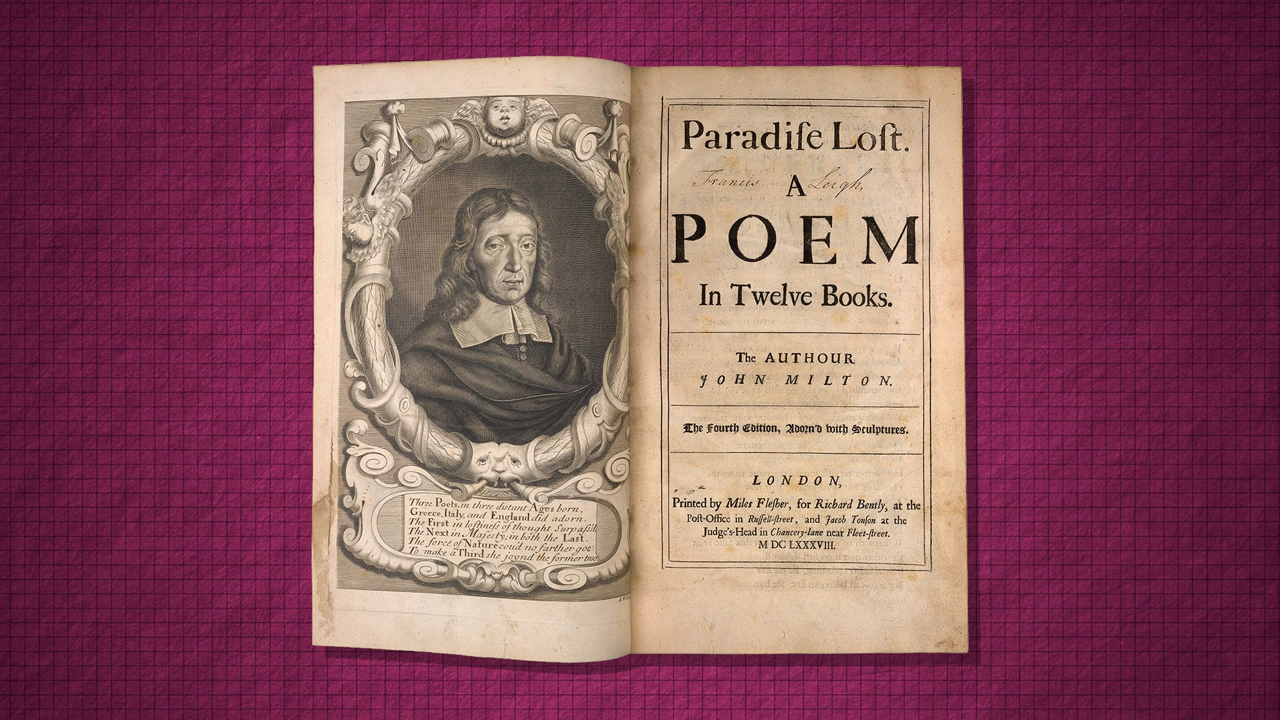 Three Poets, in three distant Ages born,
Greece, Italy, and England did adorn.
The First in loftiness of thought Surpass'd,
The Next in Majesty, in both the Last.
The force of Nature coud no farther goe:
To make a Third she joynd the former two.
Paradiſe Loſt.
Francis Leigh
A
POEM
In Twelve Books.
The AUTHOUR
JOHN MILTON.
The Fourth Edition, Adorn'd with Sculptures.
LONDON,
Printed by Miles Fleſher, for Richard Bently, at the
Poſt-Office in Ruſſell-ſtreet, and Jacob Tonſon at the
Judge's-Head in Chancery-lane near Fleet-ſtreet.
M DC LXXXVIII.